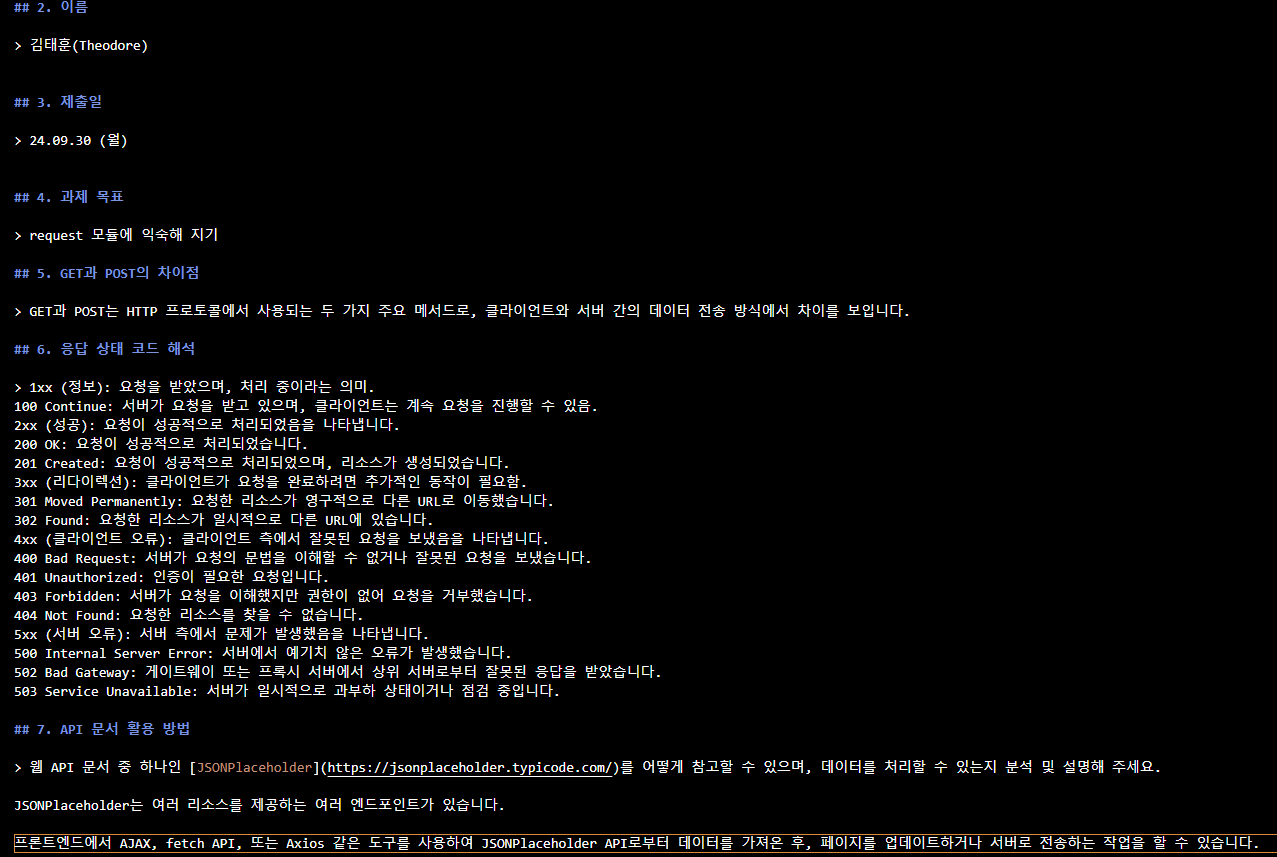 ## 2. 이름
> 김태훈(Theodore)
## 3. 제출일
> 24.09.30 (월)
## 4. 과제 목표
> request 모듈에 익숙해 지기
## 5. GET과 POST의 차이점
> GET과 POST는 HTTP 프로토콜에서 사용되는 두 가지 주요 메서드로, 클라이언트와 서버 간의 데이터 전송 방식에서 차이를 보입니다.
## 6. 응답 상태 코드 해석
> 1xx (정보): 요청을 받았으며, 처리 중이라는 의미.
100 Continue: 서버가 요청을 받고 있으며, 클라이언트는 계속 요청을 진행할 수 있음.
2xx (성공): 요청이 성공적으로 처리되었음을 나타냅니다.
200 OK: 요청이 성공적으로 처리되었습니다.
201 Created: 요청이 성공적으로 처리되었으며, 리소스가 생성되었습니다.
3xx (리다이렉션): 클라이언트가 요청을 완료하려면 추가적인 동작이 필요함.
301 Moved Permanently: 요청한 리소스가 영구적으로 다른 URL로 이동했습니다.
302 Found: 요청한 리소스가 일시적으로 다른 URL에 있습니다.
4xx (클라이언트 오류): 클라이언트 측에서 잘못된 요청을 보냈음을 나타냅니다.
400 Bad Request: 서버가 요청의 문법을 이해할 수 없거나 잘못된 요청을 보냈습니다.
401 Unauthorized: 인증이 필요한 요청입니다.
403 Forbidden: 서버가 요청을 이해했지만 권한이 없어 요청을 거부했습니다.
404 Not Found: 요청한 리소스를 찾을 수 없습니다.
5xx (서버 오류): 서버 측에서 문제가 발생했음을 나타냅니다.
500 Internal Server Error: 서버에서 예기치 않은 오류가 발생했습니다.
502 Bad Gateway: 게이트웨이 또는 프록시 서버에서 상위 서버로부터 잘못된 응답을 받았습니다.
503 Service Unavailable: 서버가 일시적으로 과부하 상태이거나 점검 중입니다.
## 7. API 문서 활용 방법
> 웹 API 문서 중 하나인 [JSONPlaceholder](https://jsonplaceholder.typicode.com/)를 어떻게 참고할 수 있으며, 데이터를 처리할 수 있는지 분석 및 설명해 주세요.
JSONPlaceholder는 여러 리소스를 제공하는 여러 엔드포인트가 있습니다.
프론트엔드에서 AJAX, fetch API, 또는 Axios 같은 도구를 사용하여 JSONPlaceholder API로부터 데이터를 가져온 후, 페이지를 업데이트하거나 서버로 전송하는 작업을 할 수 있습니다.